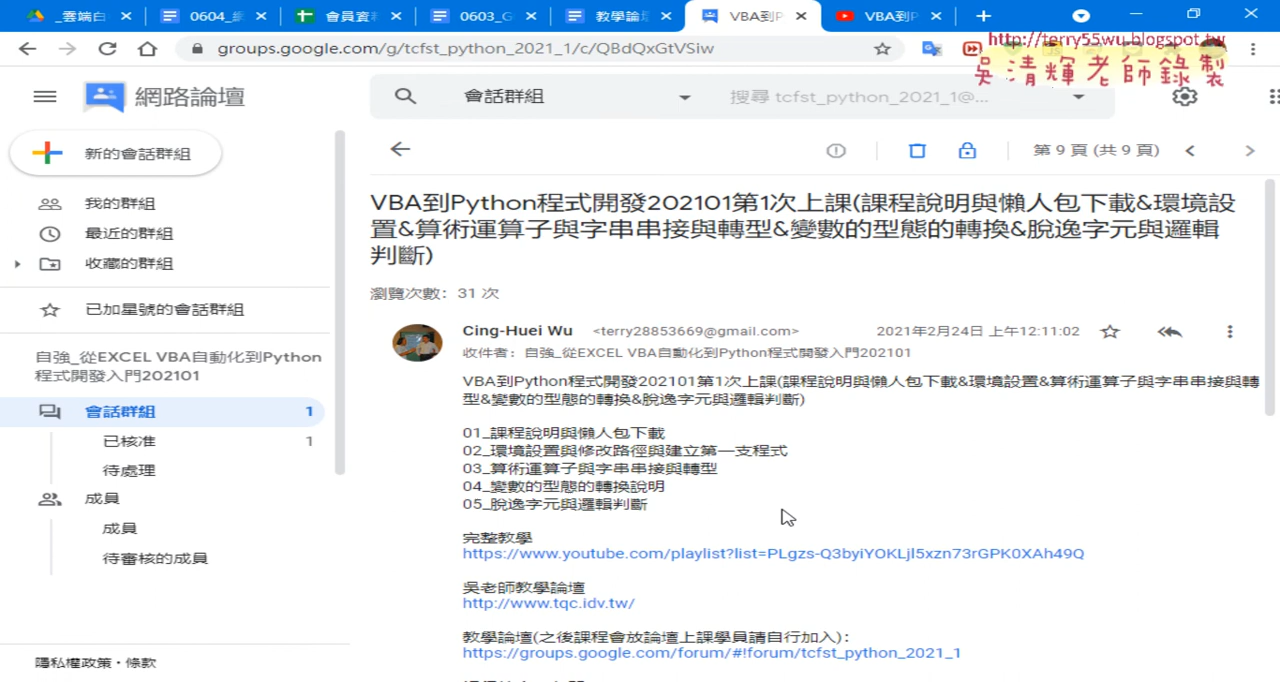 _雲端白
0604_網
會員資料
0603_G
教學論壇
VBA到P
VBA到P
groups.google.com/g/tcfst_python_2021_1/c/QBdQxGtVSiw
http://terry55wu.blogspot.tw
吳清輝老師錄製
網路論壇
會話群組
搜尋 tcfst_python_2021_1@...
新的會話群組
第 9 頁 (共 9 頁)
我的群組
最近的群組
收藏的群組
已加星號的會話群組
自強_從EXCEL VBA自動化到Python
程式開發入門202101
會話群組 1
已核准 1
待處理
成員
成員
待審核的成員
隱私權政策・條款
VBA到Python程式開發202101第1次上課(課程說明與懶人包下載&環境設
置&算術運算子與字串串接與轉型&變數的型態的轉換&脫逸字元與邏輯
判斷)
瀏覽次數: 31 次
Cing-Huei Wu <terry28853669@gmail.com> 2021年2月24日 上午12:11:02
收件者: 自強_從EXCEL VBA自動化到Python程式開發入門202101
VBA到Python程式開發202101第1次上課(課程說明與懶人包下載&環境設置&算術運算子與字串串接與轉
型&變數的型態的轉換&脫逸字元與邏輯判斷)
01_課程說明與懶人包下載
02_環境設置與修改路徑與建立第一支程式
03_算術運算子與字串串接與轉型
04_變數的型態的轉換說明
05_脫逸字元與邏輯判斷
完整教學
https://www.youtube.com/playlist?list=PLgzs-Q3byiYOKLjl5xzn73rGPK0XAh49Q
吳老師教學論壇
http://www.tqc.idv.tw/
教學論壇(之後課程會放論壇上課學員請自行加入):
https://groups.google.com/forum/#!forum/tcfst_python_2021_1